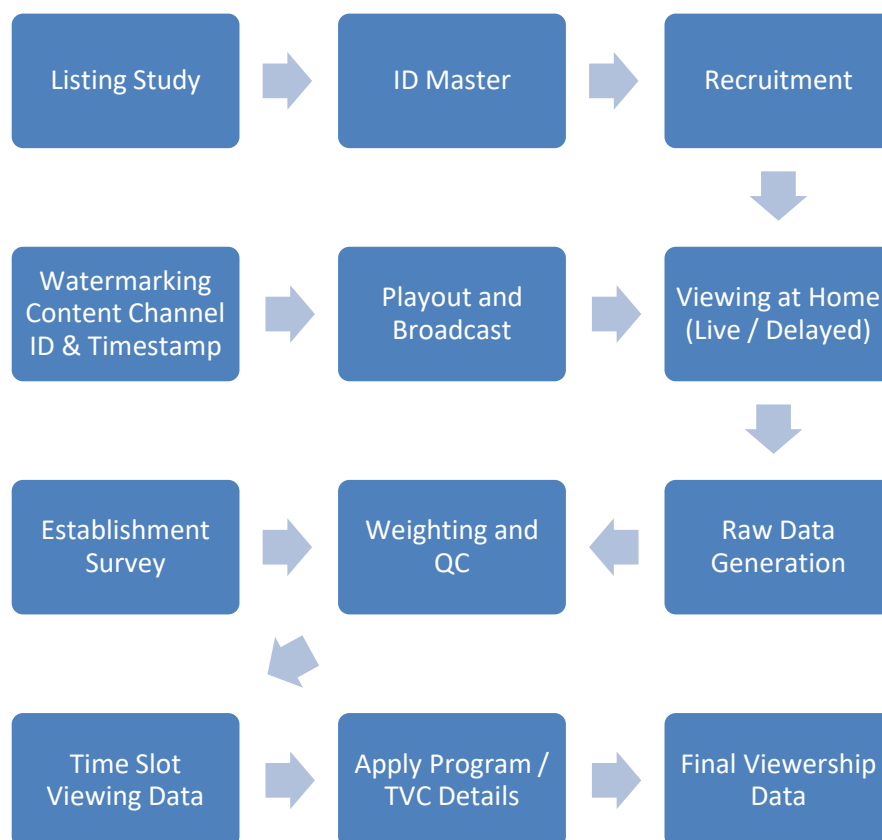 Listing Study
ID Master
Recruitment
Watermarking
Content Channel
ID & Timestamp
Playout and
Broadcast
Viewing at Home
(Live / Delayed)
Establishment
Survey
Weighting and
QC
Raw Data
Generation
Time Slot
Viewing Data
Apply Program /
TVC Details
Final Viewership
Data